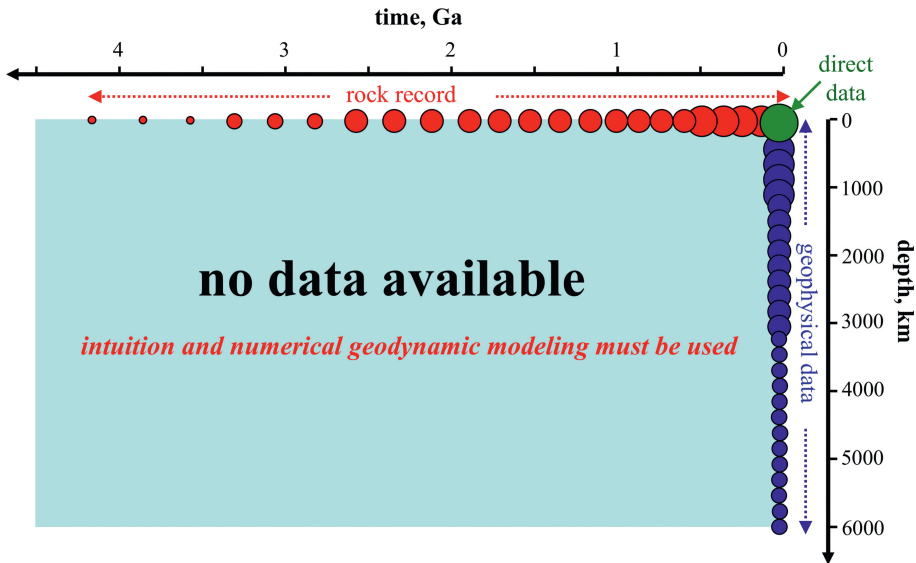 time, Ga
4 3 2 1 0
direct
data
rock record
0
1000
2000
3000
4000
5000
6000
geophysical data
depth, km
no data available
intuition and numerical geodynamic modeling must be used